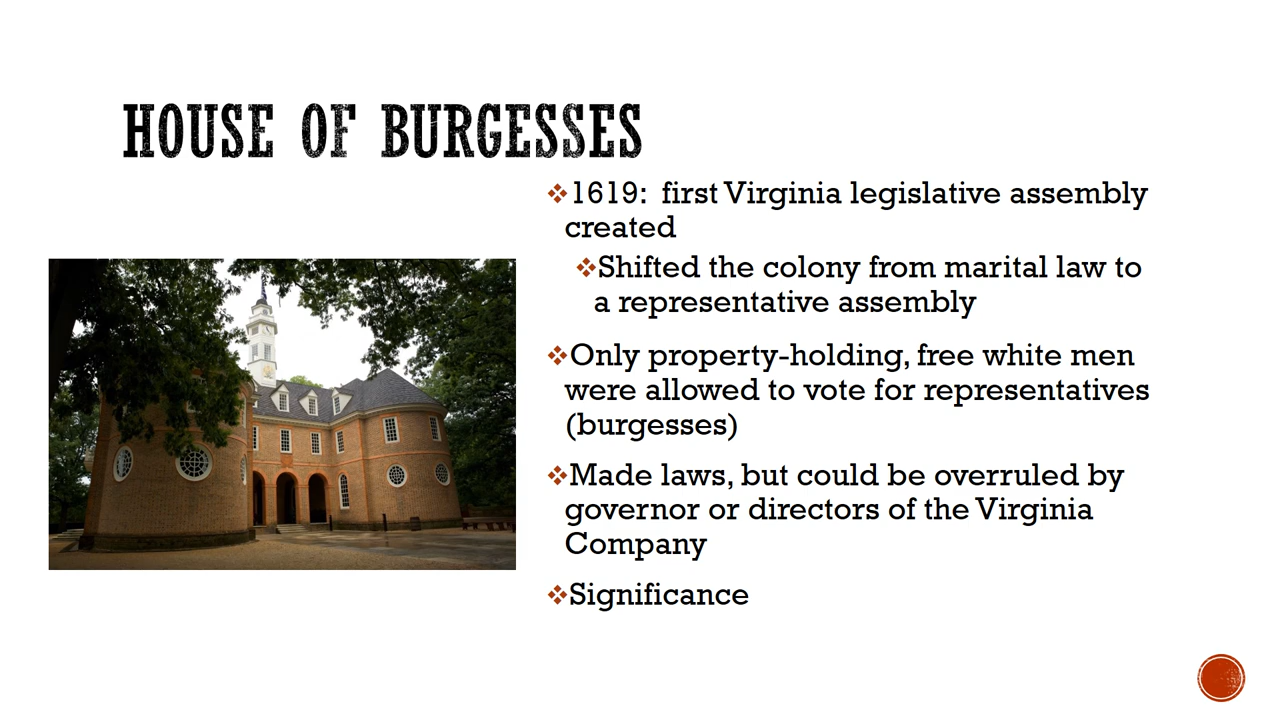 HOUSE OF BURGESSES
❖1619: first Virginia legislative assembly
created
❖Shifted the colony from marital law to
a representative assembly
❖Only property-holding, free white men
were allowed to vote for representatives
(burgesses)
❖Made laws, but could be overruled by
governor or directors of the Virginia
Company
❖Significance